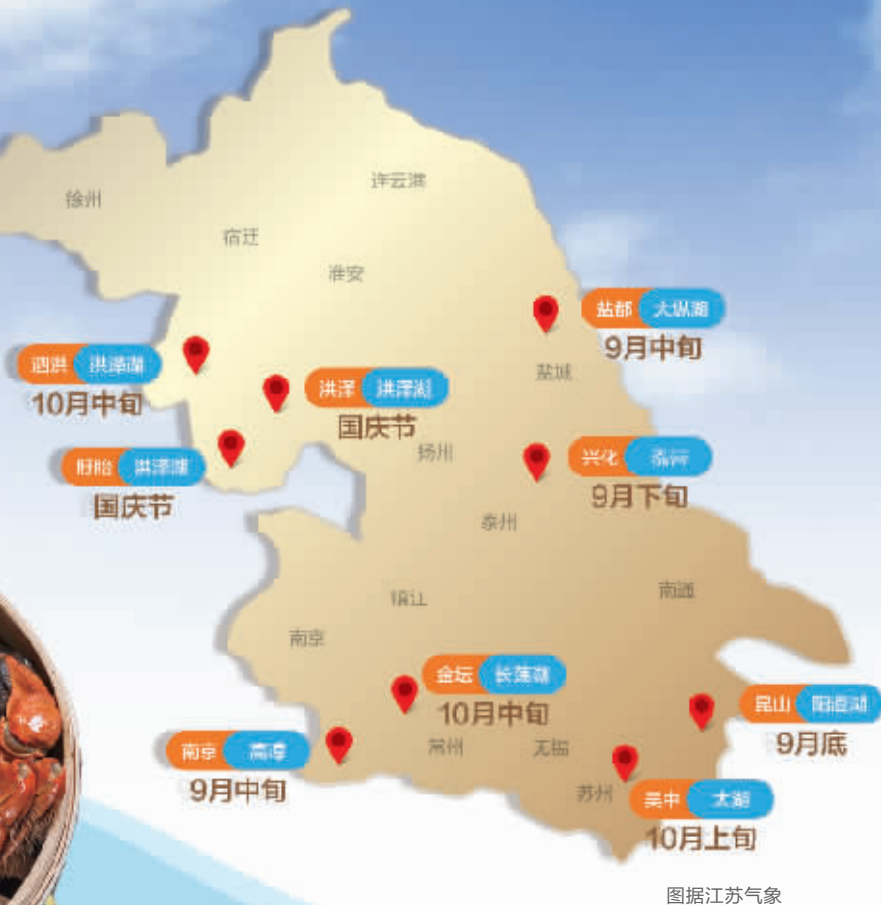 徐州
连云港
宿迁
淮安
盐都 大纵湖
9月中旬
泗洪 洪泽湖
10月中旬
盐城
洪泽 洪泽湖
国庆节
扬州
兴化
9月下旬
盱眙 洪泽湖
国庆节
泰州
南通
镇江
南京
金坛 长荡湖
10月中旬
昆山 阳澄湖
9月底
南京 高淳
9月中旬
常州
无锡
苏州
吴中 太湖
10月上旬
图据江苏气象